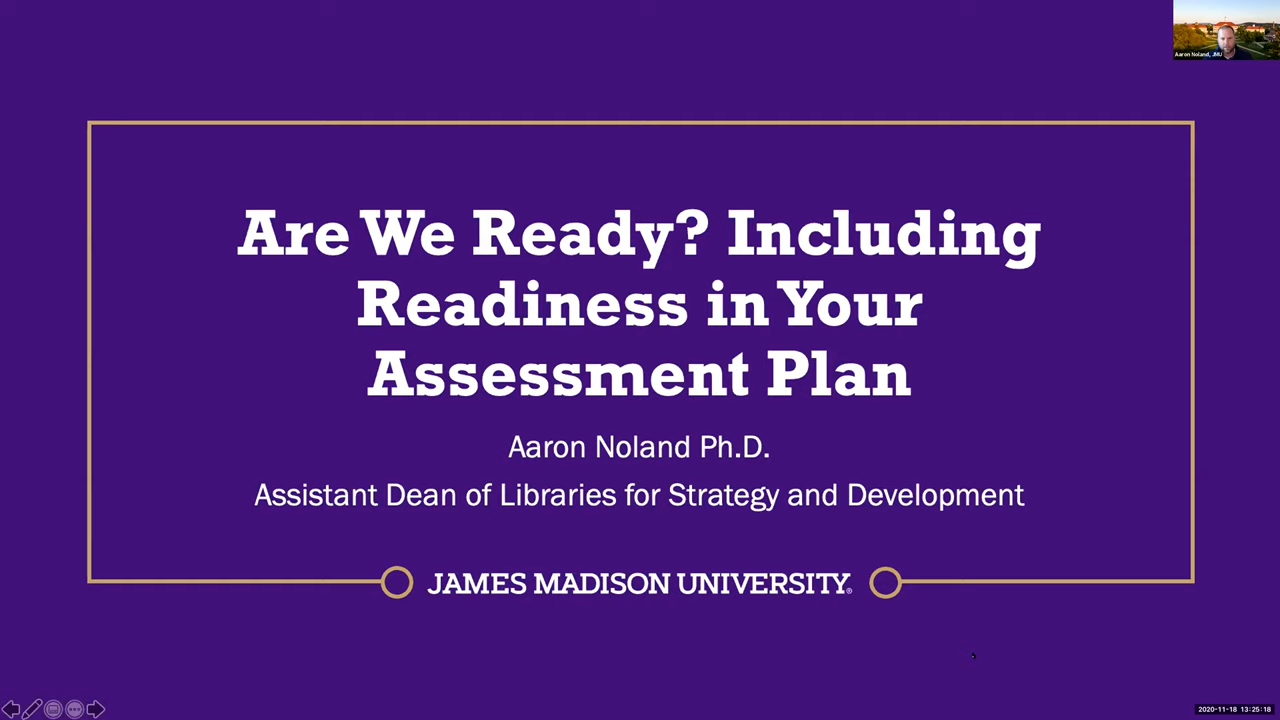 Aaron Noland, JMU
Are We Ready? Including
Readiness in Your
Assessment Plan
Aaron Noland Ph.D.
Assistant Dean of Libraries for Strategy and Development
JAMES MADISON UNIVERSITY®
2020-11-18 13:25:18